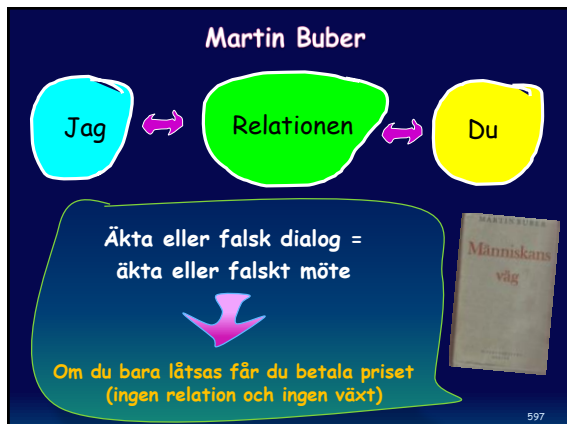 Martin Buber
Jag
Relationen
Du
Äkta eller falsk dialog =
äkta eller falskt möte
MARTIN BUBER
Människans
väg
Om du bara låtsas får du betala priset
(ingen relation och ingen växt)
597